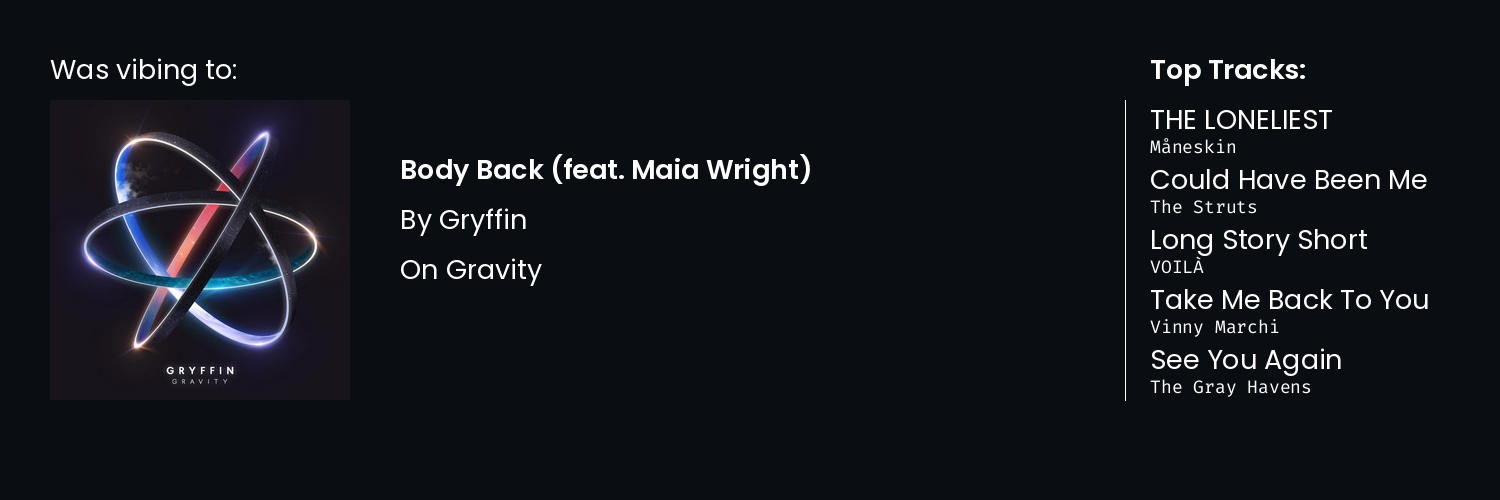 Was vibing to:
GRYFFIN
GRAVITY
Body Back (feat. Maia Wright)
By Gryffin
On Gravity
Top Tracks:
THE LONELIEST
Måneskin
Could Have Been Me
The Struts
Long Story Short
VOILÀ
Take Me Back To You
Vinny Marchi
See You Again
The Gray Havens